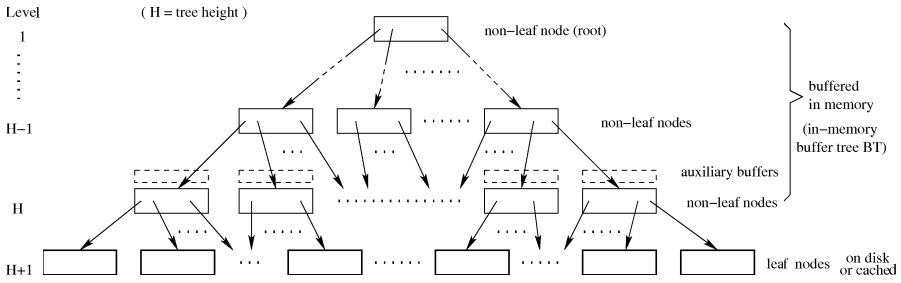 Level
( H = tree height )
1
non−leaf node (root)
buffered
in memory
(in−memory
buffer tree BT)
H−1
non−leaf nodes
auxiliary buffers
H
non−leaf nodes
H+1
leaf nodes
on disk
or cached